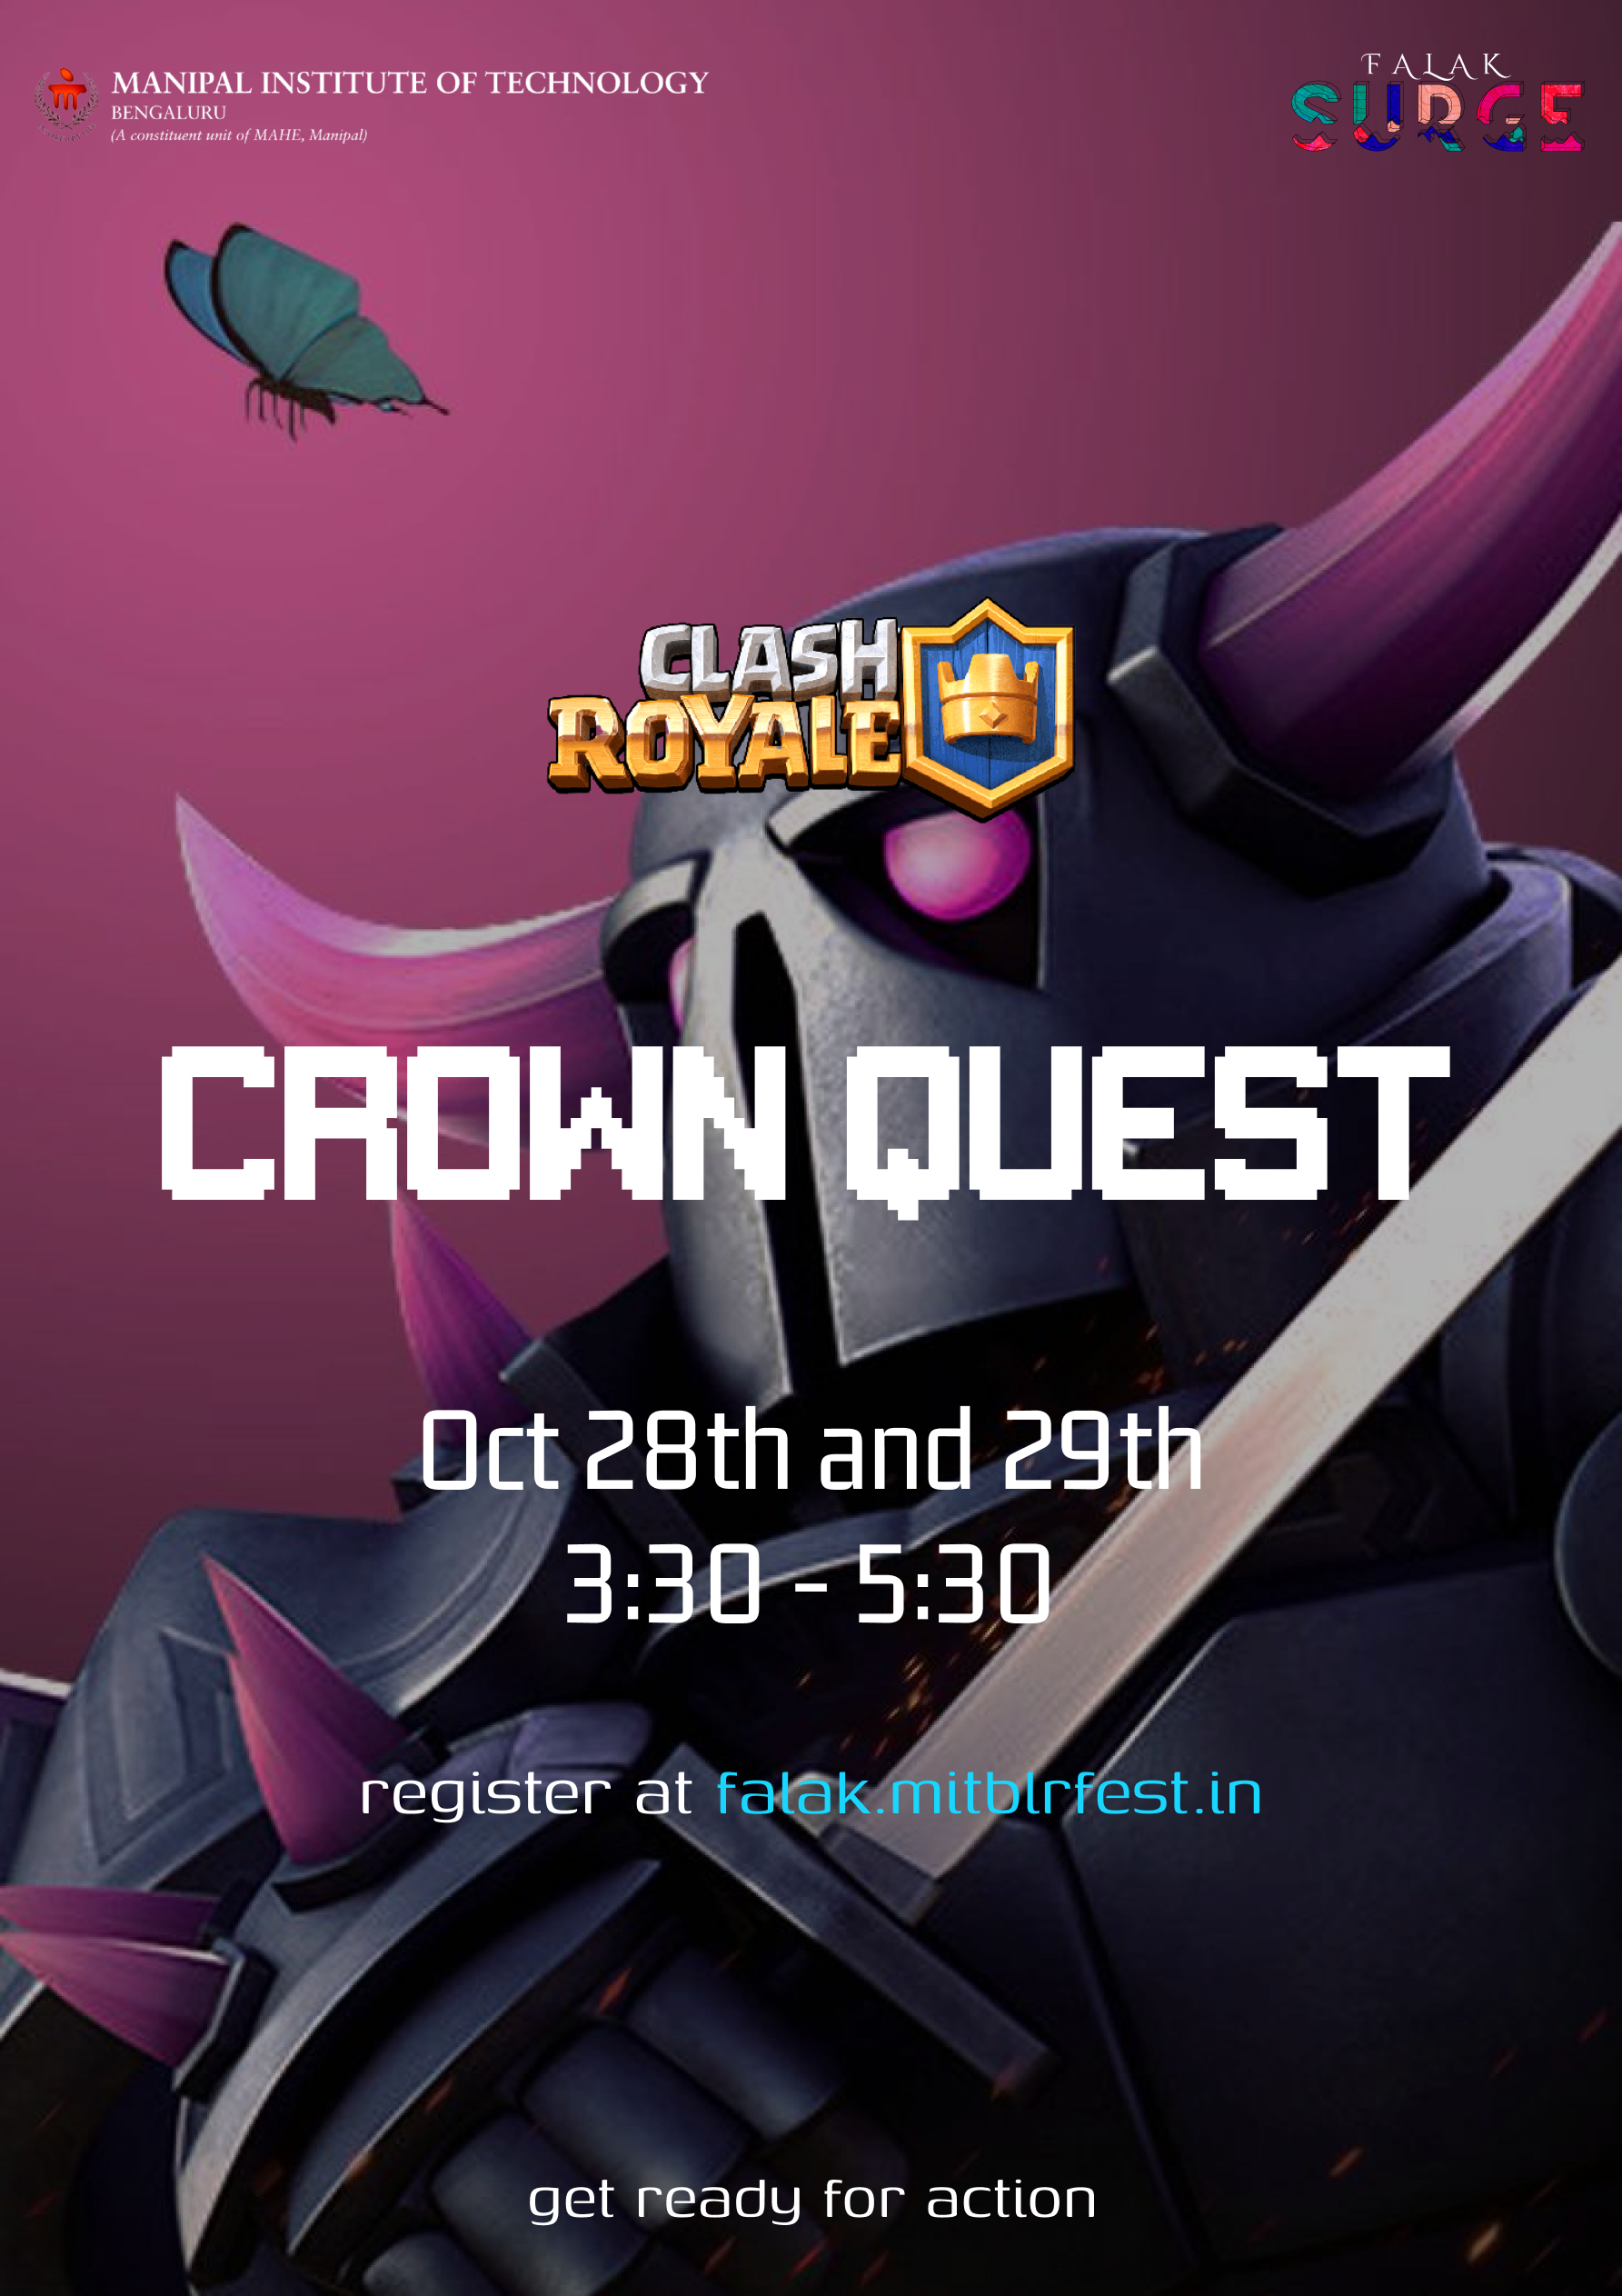 MANIPAL INSTITUTE OF TECHNOLOGY
BENGALURU
(A constituent unit of MAHE, Manipal)
FALAK
SURGE
CLASH
ROYALE
CROWN QUEST
Oct 28th and 29th
3:30 - 5:30
register at falak.mitblrfest.in
get ready for action